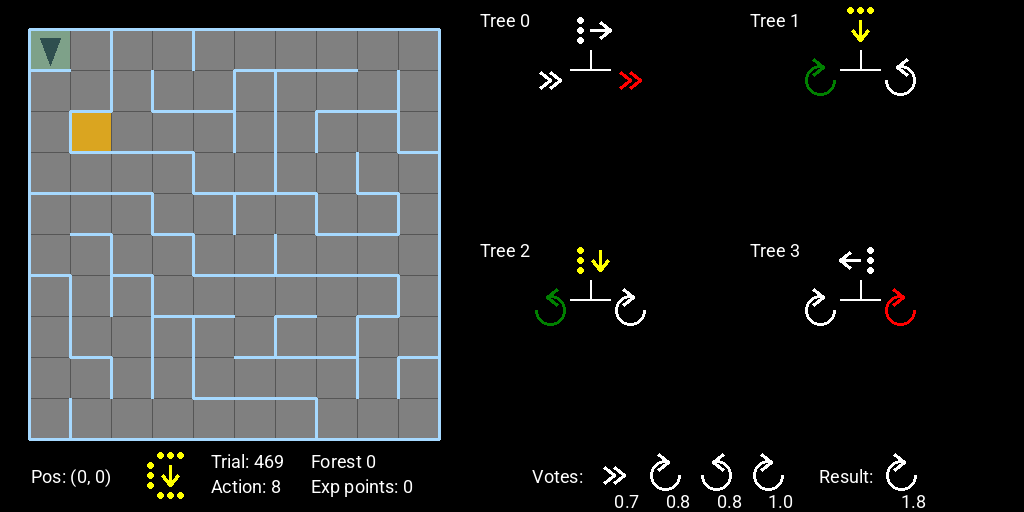 Tree 0
Tree 1
Tree 2
Tree 3
Pos: (0, 0)
Trial: 469
Forest 0
Action: 8
Exp points: 0
Votes:
0.7
0.8
0.8
1.0
Result:
1.8